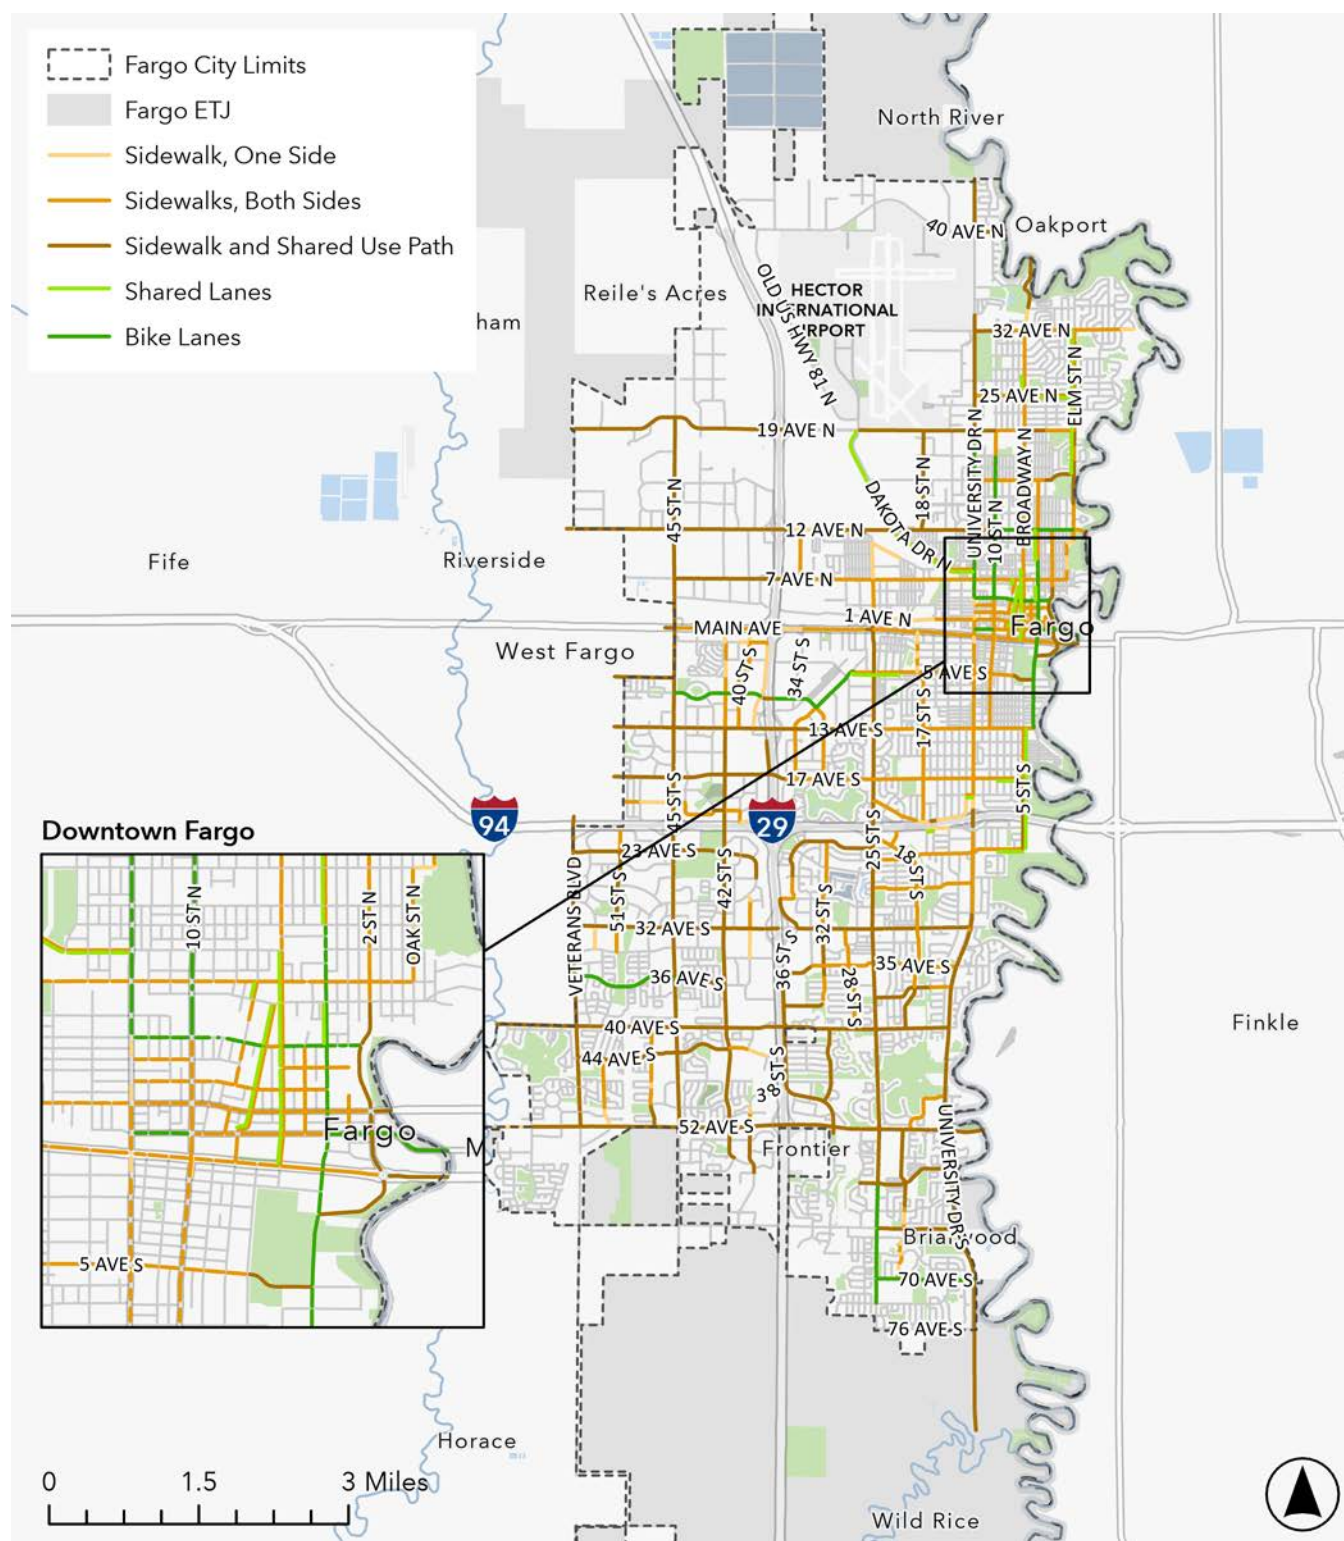 Fargo City Limits
Fargo ETJ
Sidewalk, One Side
Sidewalks, Both Sides
Sidewalk and Shared Use Path
Shared Lanes
Bike Lanes
North River
40 AVE N
Oakport
Reile's Acres
OLD US HWY 81 N
HECTOR
INTERNATIONAL
AIRPORT
ham
32 AVE N
ELM ST N
25 AVE N
19 AVE N
UNIVERSITY DR N
BROADWAY N
18 ST N
45 ST N
DAKOTA DR N
10 ST N
12 AVE N
Fife
Riverside
7 AVE N
1 AVE N
MAIN AVE
Fargo
West Fargo
40 ST S
34 ST S
5 AVE S
17 ST S
13 AVE S
17 AVE S
5 ST S
45 ST S
94
29
25 ST S
23 AVE S
18 ST S
42 ST S
VETERANS BLVD
51 ST S
32 ST S
32 AVE S
36 ST S
35 AVE S
36 AVE S
28 ST S
40 AVE S
Finkle
44 AVE S
38 ST S
52 AVE S
UNIVERSITY DR S
Frontier
M
Briarwood
70 AVE S
76 AVE S
Downtown Fargo
10 ST N
2 ST N
OAK ST N
Fargo
5 AVE S
Horace
Wild Rice
0 1.5 3 Miles